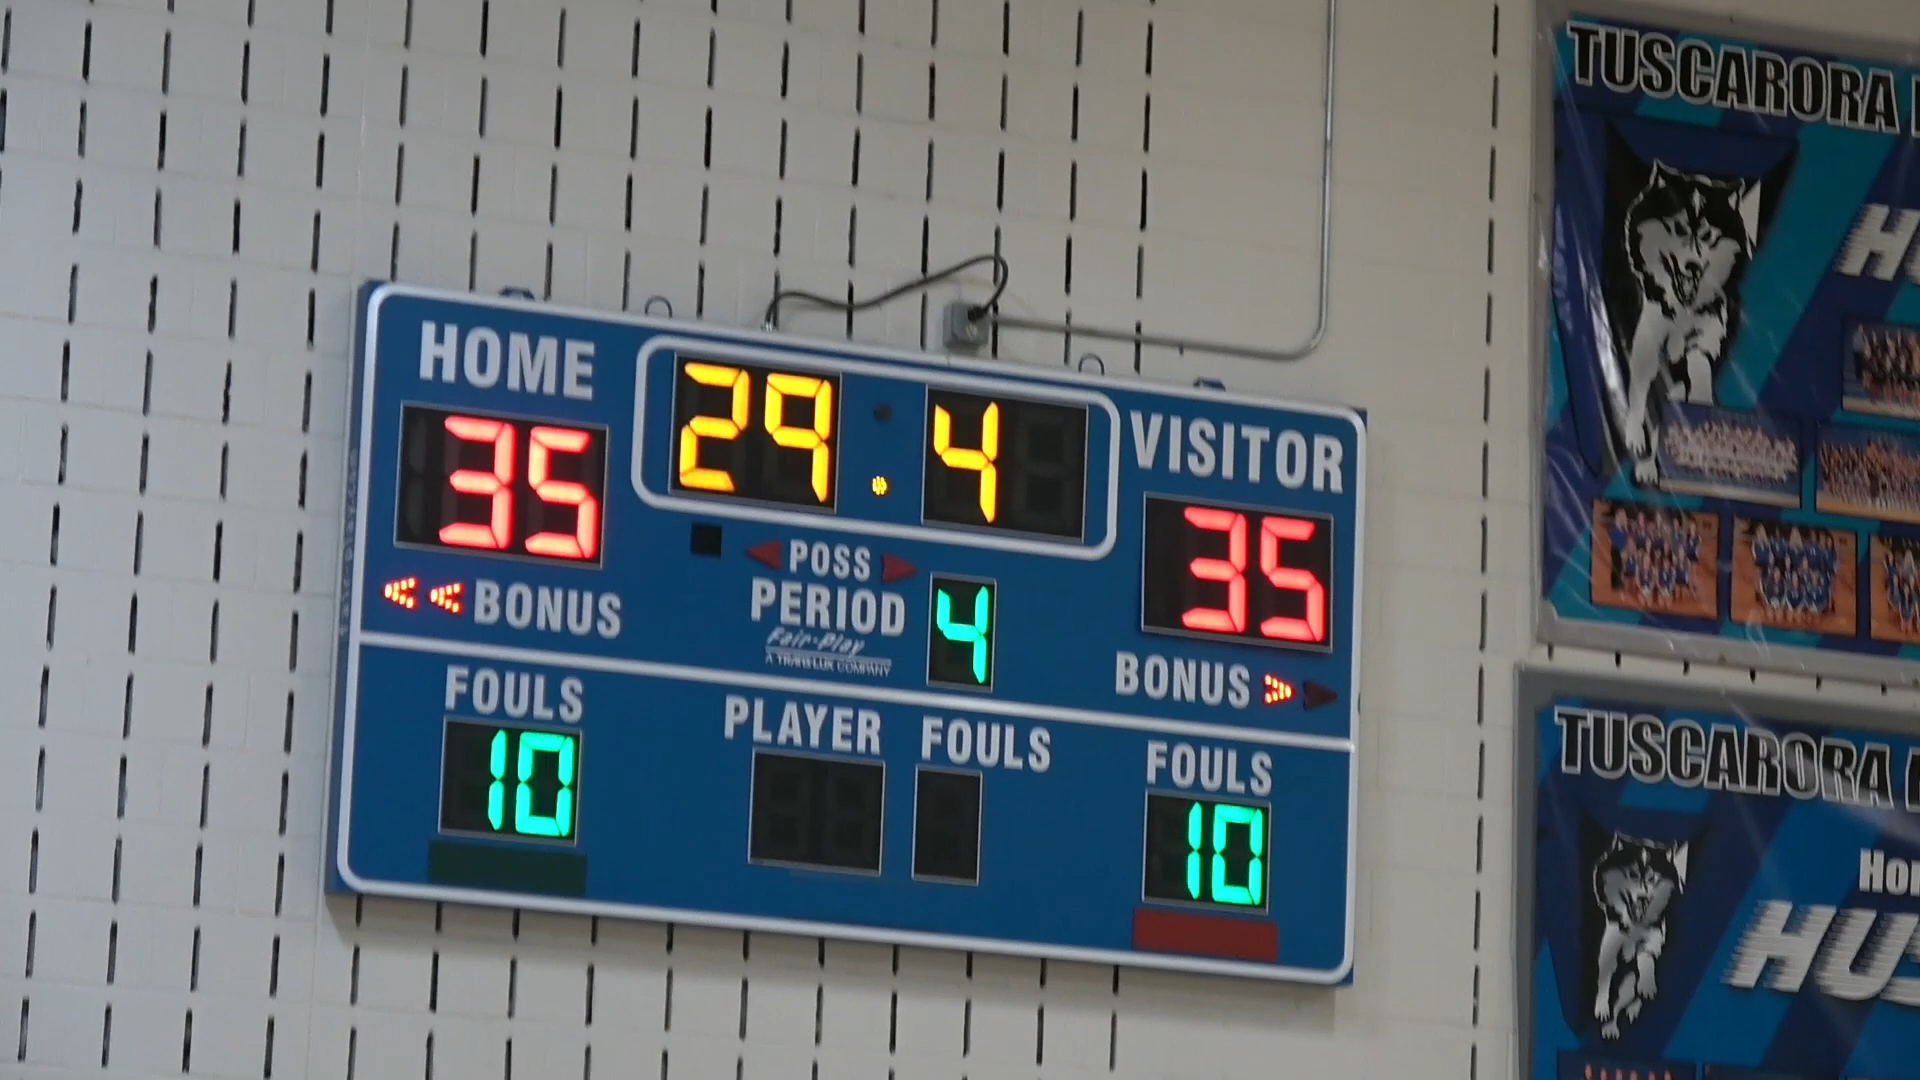 HOME
29.4
VISITOR
35
35
POSS
BONUS
PERIOD
4
Fair-Play
A TRANS-LUX COMPANY
BONUS
FOULS
PLAYER
FOULS
FOULS
10
10
TUSCARORA
TUSCARORA